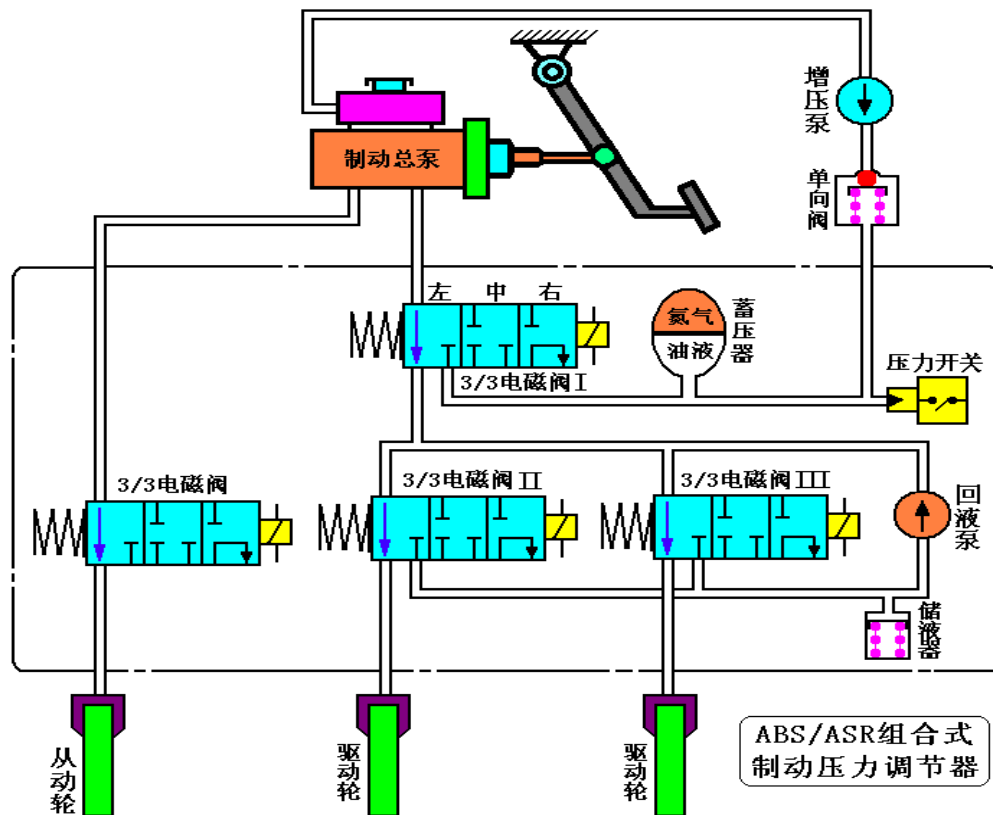 增压泵
制动总泵
单向阀
左 中 右
氮气
油液
蓄压器
3/3电磁阀Ⅰ
压力开关
3/3电磁阀
3/3电磁阀ⅠⅠ
3/3电磁阀ⅠⅠⅠ
回液泵
储液器
从动轮
驱动轮
驱动轮
ABS/ASR组合式
制动压力调节器